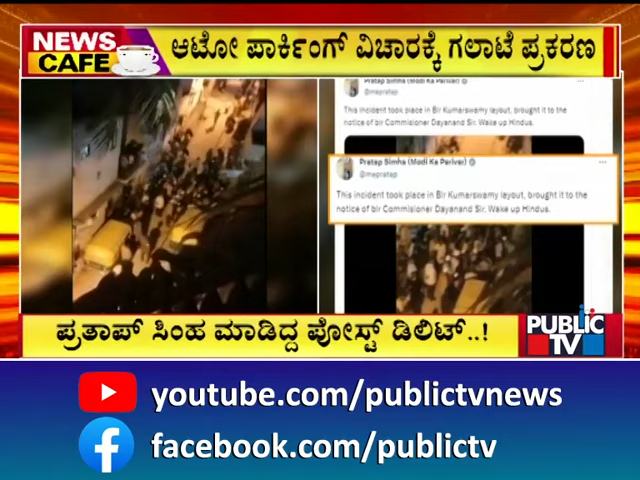 NEWS
CAFE
ಆಟೋ ಪಾರ್ಕಿಂಗ್ ವಿಚಾರಕ್ಕೆ ಗಲಾಟೆ ಪ್ರಕರಣ
Pratap Simha (Modi Ka Parivar)
@mepratap
This incident took place in Blr Kumarswamy layout, brought it to the
notice of blr Commisioner Dayanand Sir. Wake up Hindus.
Pratap Simha (Modi Ka Parivar)
@mepratap
This incident took place in Blr Kumarswamy layout, brought it to the
notice of blr Commisioner Dayanand Sir. Wake up Hindus.
ಪ್ರತಾಪ್ ಸಿಂಹ ಮಾಡಿದ್ದ ಪೋಸ್ಟ್ ಡಿಲಿಟ್..!
PUBLiC
TV
youtube.com/publictvnews
facebook.com/publictv